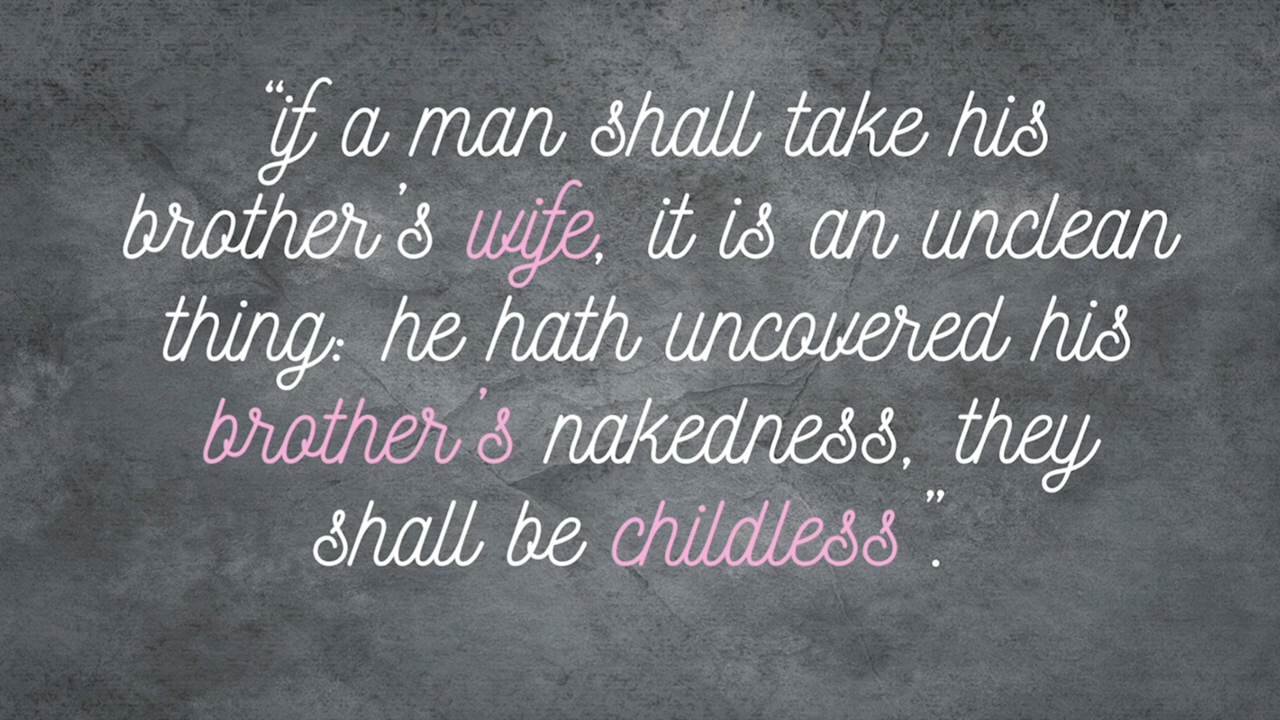 “if a man shall take his
brother’s wife, it is an unclean
thing: he hath uncovered his
brother’s nakedness, they
shall be childless”.